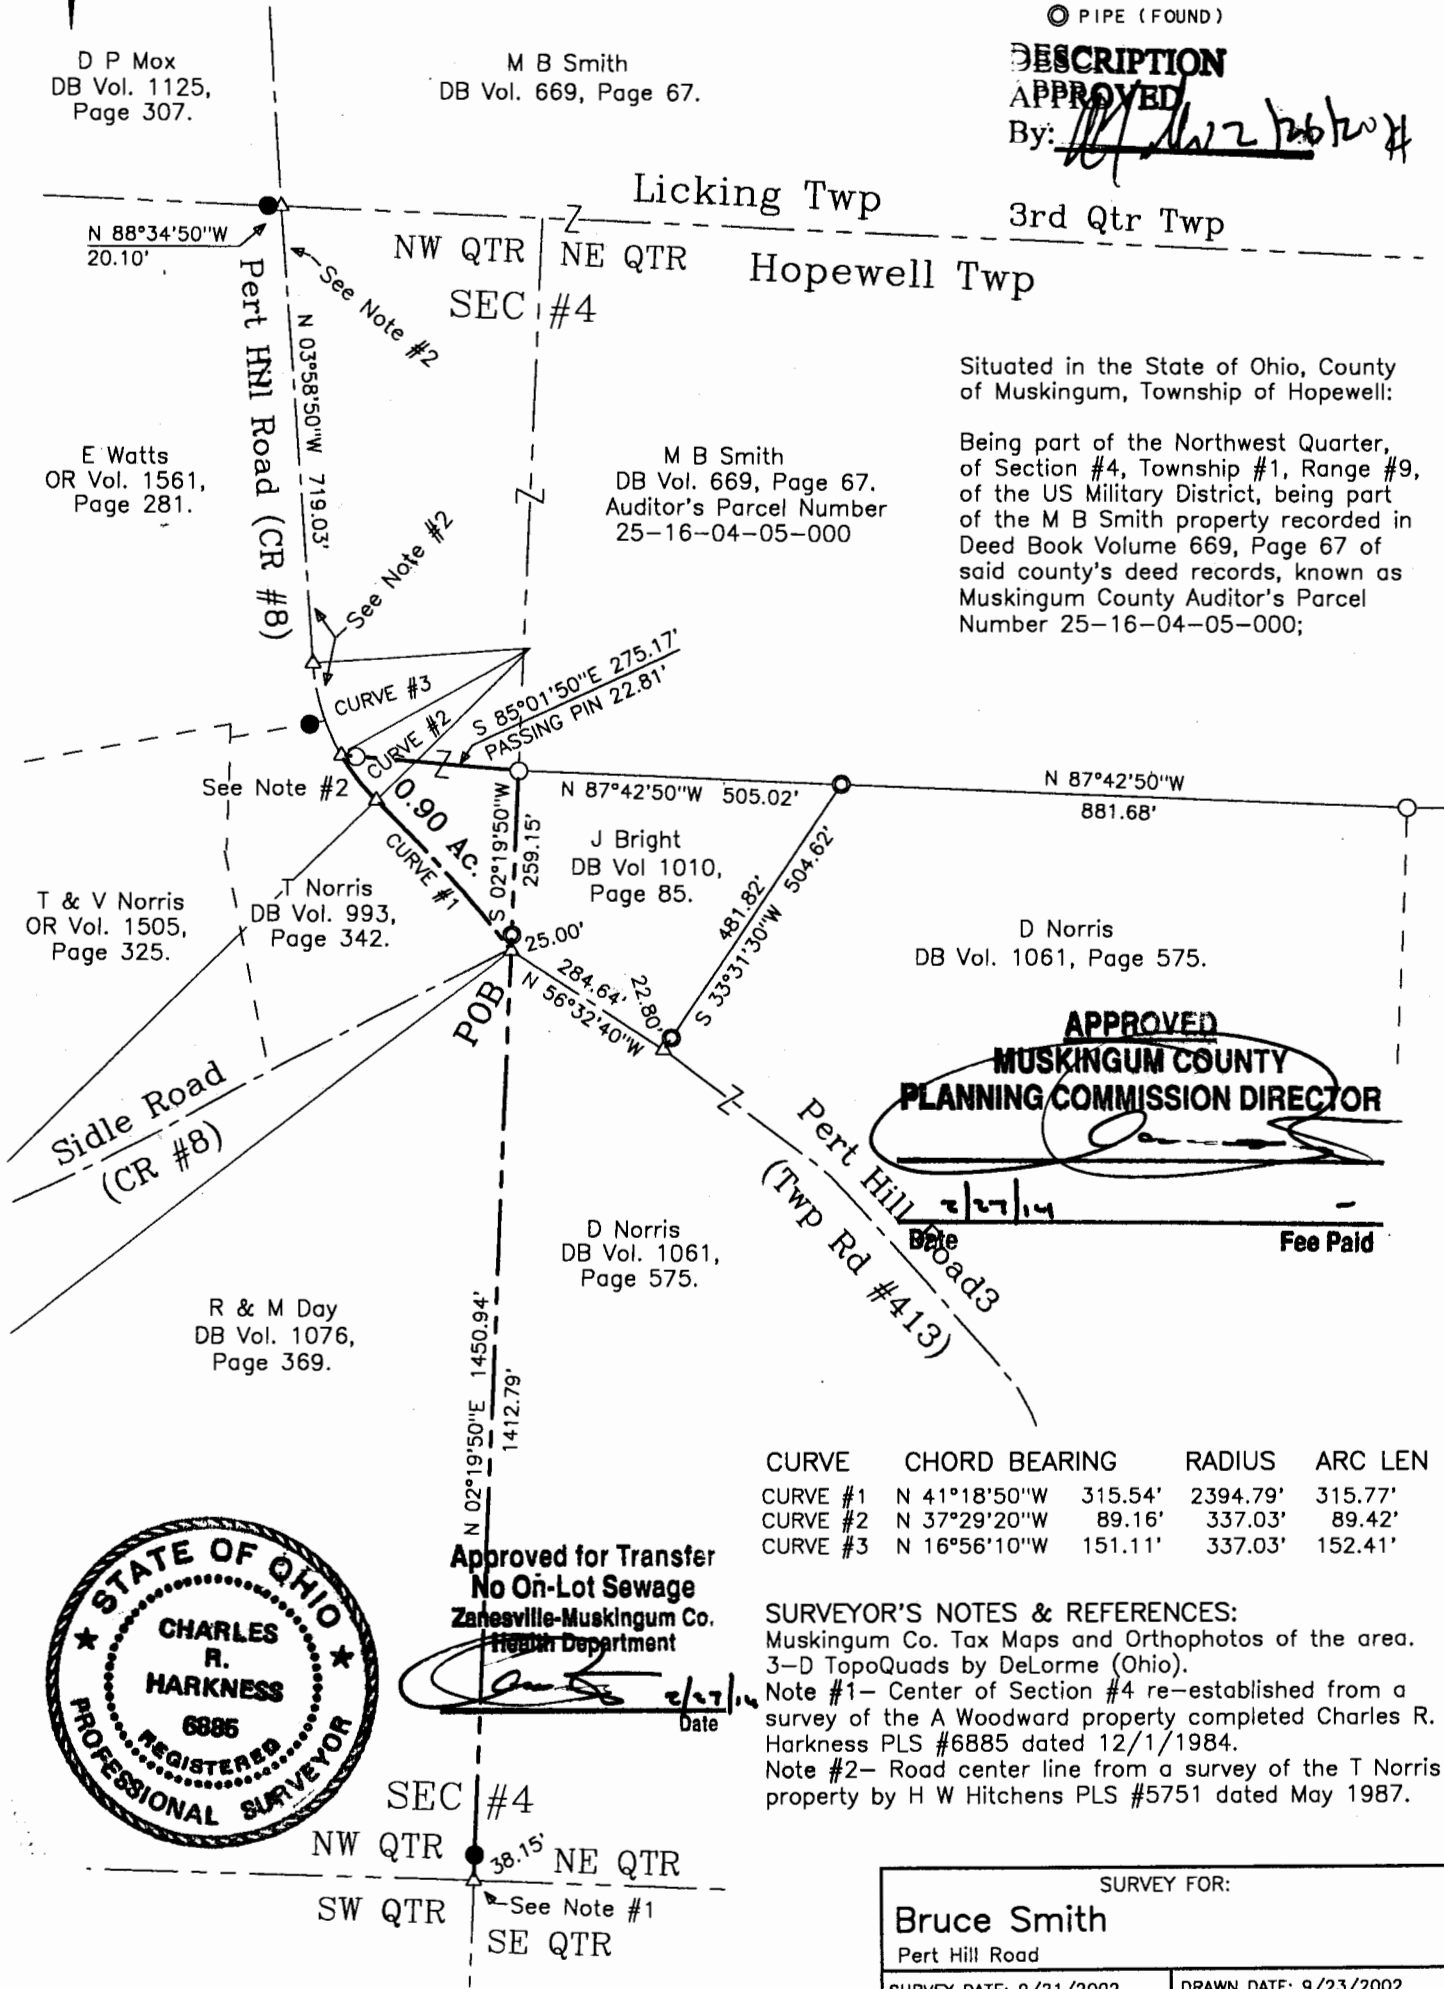 PIPE (FOUND)
DESCRIPTION
APPROVED
By:
D P Mox
DB Vol. 1125,
Page 307.
M B Smith
DB Vol. 669, Page 67.
Licking Twp
3rd Qtr Twp
N 88°34'50"W
20.10'
NW QTR
NE QTR
Hopewell Twp
SEC #4
See Note #2
Pert Hill Road (CR #8)
N 03°58'50"W 719.03'
Situated in the State of Ohio, County
of Muskingum, Township of Hopewell:
Being part of the Northwest Quarter,
of Section #4, Township #1, Range #9,
of the US Military District, being part
of the M B Smith property recorded in
Deed Book Volume 669, Page 67 of
said county's deed records, known as
Muskingum County Auditor's Parcel
Number 25-16-04-05-000;
E Watts
OR Vol. 1561,
Page 281.
M B Smith
DB Vol. 669, Page 67.
Auditor's Parcel Number
25-16-04-05-000
See Note #2
CURVE #3
CURVE #2
S 85°01'50"E 275.17'
PASSING PIN 22.81'
See Note #2
0.90 Ac.
CURVE #1
S 02°19'50"W
259.15'
N 87°42'50"W 505.02'
N 87°42'50"W
881.68'
J Bright
DB Vol 1010,
Page 85.
481.82'
S 33°31'30"W 504.62'
T & V Norris
OR Vol. 1505,
Page 325.
T Norris
DB Vol. 993,
Page 342.
25.00'
284.64'
N 56°32'40"W
22.80'
D Norris
DB Vol. 1061, Page 575.
POB
APPROVED
MUSKINGUM COUNTY
PLANNING COMMISSION DIRECTOR
2/27/14
Date
Fee Paid
Sidle Road
(CR #8)
Pert Hill Road3
(Twp Rd #413)
D Norris
DB Vol. 1061,
Page 575.
R & M Day
DB Vol. 1076,
Page 369.
N 02°19'50"E 1450.94'
1412.79'
CURVE CHORD BEARING RADIUS ARC LEN
CURVE #1 N 41°18'50"W 315.54' 2394.79' 315.77'
CURVE #2 N 37°29'20"W 89.16' 337.03' 89.42'
CURVE #3 N 16°56'10"W 151.11' 337.03' 152.41'
STATE OF OHIO
CHARLES
R.
HARKNESS
6885
REGISTERED
PROFESSIONAL SURVEYOR
Approved for Transfer
No On-Lot Sewage
Zanesville-Muskingum Co.
Health Department
2/27/14
Date
SURVEYOR'S NOTES & REFERENCES:
Muskingum Co. Tax Maps and Orthophotos of the area.
3-D TopoQuads by DeLorme (Ohio).
Note #1- Center of Section #4 re-established from a
survey of the A Woodward property completed Charles R.
Harkness PLS #6885 dated 12/1/1984.
Note #2- Road center line from a survey of the T Norris
property by H W Hitchens PLS #5751 dated May 1987.
SEC #4
NW QTR
38.15'
NE QTR
SW QTR
See Note #1
SE QTR
SURVEY FOR:
Bruce Smith
Pert Hill Road
SURVEY DATE: 9/21/2002
DRAWN DATE: 9/23/2002